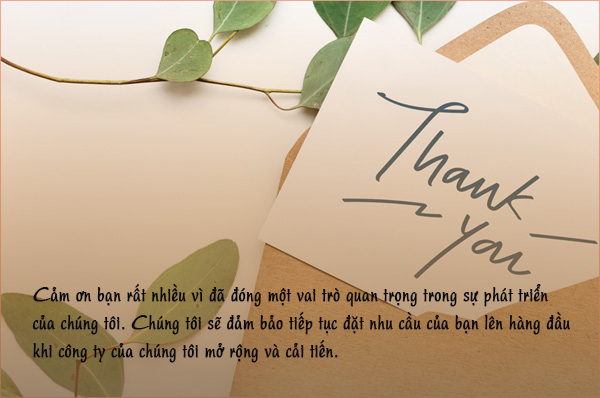 Thank
you
Cảm ơn bạn rất nhiều vì đã đóng một vai trò quan trọng trong sự phát triển
của chúng tôi. Chúng tôi sẽ đảm bảo tiếp tục đặt nhu cầu của bạn lên hàng đầu
khi công ty của chúng tôi mở rộng và cải tiến.